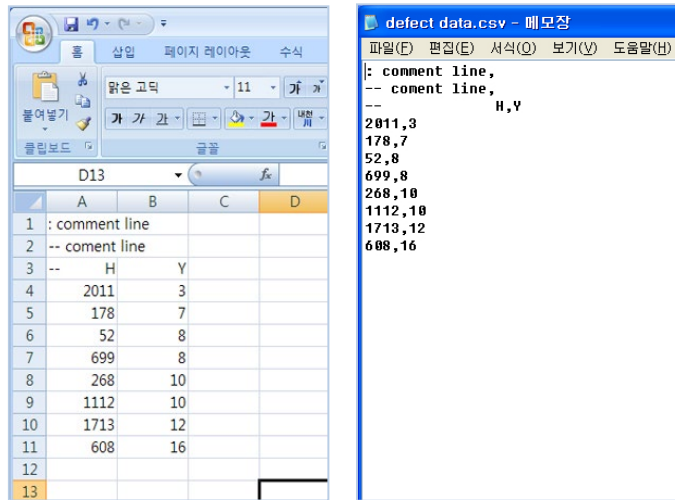 홈 삽입 페이지 레이아웃 수식
맑은 고딕 11
붙여넣기
가 가 가 가 내천
클립보드 글꼴
D13 fx
A B C D
1 : comment line
2 -- coment line
3 -- H Y
4 2011 3
5 178 7
6 52 8
7 699 8
8 268 10
9 1112 10
10 1713 12
11 608 16
12
13
defect data.csv - 메모장
파일(F) 편집(E) 서식(O) 보기(V) 도움말(H)
: comment line,
-- coment line,
-- H,Y
2011,3
178,7
52,8
699,8
268,10
1112,10
1713,12
608,16